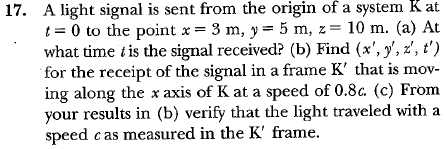 17. A light signal is sent from the origin of a system K at
t = 0 to the point x = 3 m, y = 5 m, z = 10 m. (a) At
what time t is the signal received? (b) Find (x′, y′, z′, t′)
for the receipt of the signal in a frame K′ that is mov-
ing along the x axis of K at a speed of 0.8c. (c) From
your results in (b) verify that the light traveled with a
speed c as measured in the K′ frame.